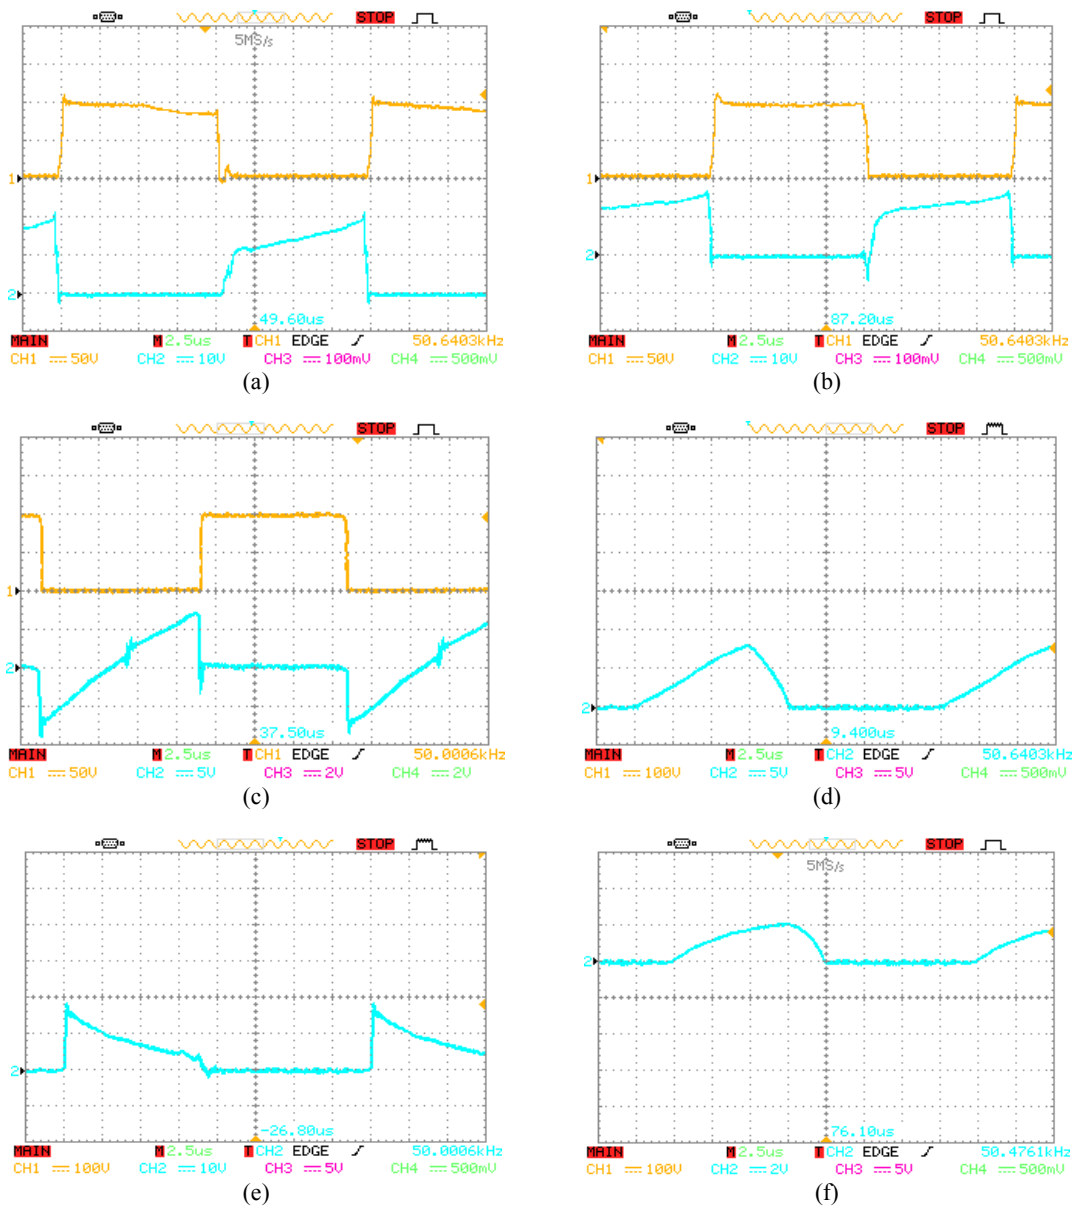 STOP
5MS/s
1
2
49.60us
MAIN M 2.5us T CH1 EDGE 50.6403kHz
CH1 50V CH2 10V CH3 100mV CH4 500mV
(a)
STOP
1
2
87.20us
MAIN M 2.5us T CH1 EDGE 50.6403kHz
CH1 50V CH2 10V CH3 100mV CH4 500mV
(b)
STOP
1
2
37.50us
MAIN M 2.5us T CH1 EDGE 50.0006kHz
CH1 50V CH2 5V CH3 2V CH4 2V
(c)
STOP
2
9.400us
MAIN M 2.5us T CH2 EDGE 50.6403kHz
CH1 100V CH2 5V CH3 5V CH4 500mV
(d)
STOP
2
-26.80us
MAIN M 2.5us T CH2 EDGE 50.0006kHz
CH1 100V CH2 10V CH3 5V CH4 500mV
(e)
STOP
5MS/s
2
76.10us
MAIN M 2.5us T CH2 EDGE 50.4761kHz
CH1 100V CH2 2V CH3 5V CH4 500mV
(f)